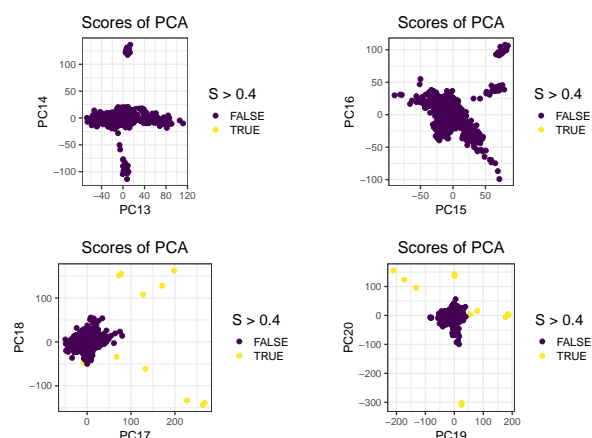 Scores of PCA
PC14
100
50
0
−50
−100
−40 0 40 80 120
PC13
S > 0.4
FALSE
TRUE
Scores of PCA
PC16
100
50
0
−50
−100
−50 0 50
PC15
S > 0.4
FALSE
TRUE
Scores of PCA
PC18
100
0
−100
0 100 200
PC17
S > 0.4
FALSE
TRUE
Scores of PCA
PC20
100
0
−100
−200
−300
−200 −100 0 100 200
PC19
S > 0.4
FALSE
TRUE